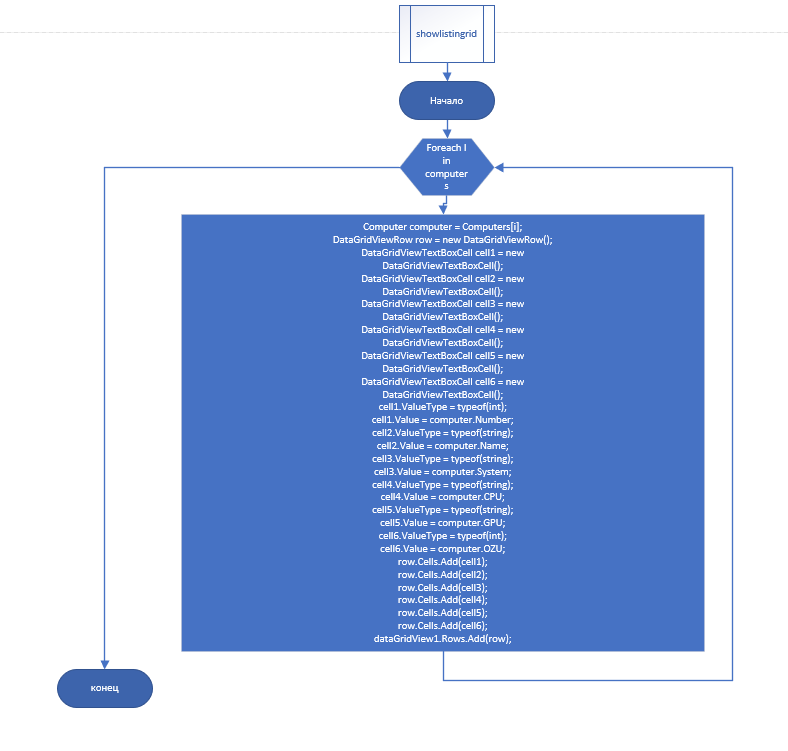 showlistingrid
Начало
Foreach I
in
computer
s
Computer computer = Computers[i];
DataGridViewRow row = new DataGridViewRow();
DataGridViewTextBoxCell cell1 = new
DataGridViewTextBoxCell();
DataGridViewTextBoxCell cell2 = new
DataGridViewTextBoxCell();
DataGridViewTextBoxCell cell3 = new
DataGridViewTextBoxCell();
DataGridViewTextBoxCell cell4 = new
DataGridViewTextBoxCell();
DataGridViewTextBoxCell cell5 = new
DataGridViewTextBoxCell();
DataGridViewTextBoxCell cell6 = new
DataGridViewTextBoxCell();
cell1.ValueType = typeof(int);
cell1.Value = computer.Number;
cell2.ValueType = typeof(string);
cell2.Value = computer.Name;
cell3.ValueType = typeof(string);
cell3.Value = computer.System;
cell4.ValueType = typeof(string);
cell4.Value = computer.CPU;
cell5.ValueType = typeof(string);
cell5.Value = computer.GPU;
cell6.ValueType = typeof(int);
cell6.Value = computer.OZU;
row.Cells.Add(cell1);
row.Cells.Add(cell2);
row.Cells.Add(cell3);
row.Cells.Add(cell4);
row.Cells.Add(cell5);
row.Cells.Add(cell6);
dataGridView1.Rows.Add(row);
конец